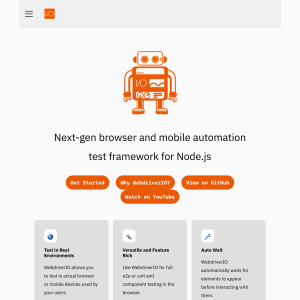 I/O
I/O
Next-gen browser and mobile automation
test framework for Node.js
Get Started
Why WebdriverIO?
View on GitHub
Watch on YouTube
Test in Real
Environments
WebdriverIO allows you
to test in actual browser
or mobile devices used by
your users.
Versatile and Feature
Rich
Use WebdriverIO for full
e2e or unit and
component testing in the
browser.
Auto Wait
WebdriverIO
automatically waits for
elements to appear
before interacting with
them.